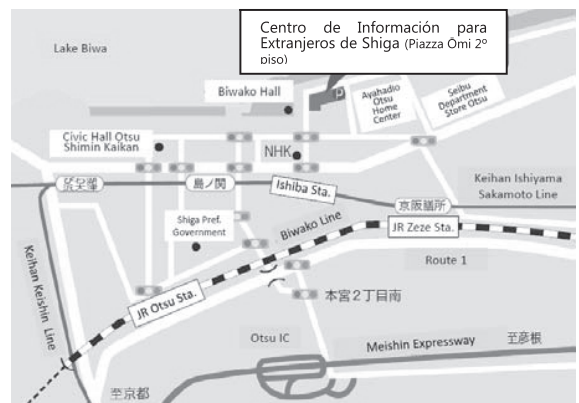 Centro de Información para
Extranjeros de Shiga (Piazza Ōmi 2º
piso)
Lake Biwa
Biwako Hall
P
Ayahadio
Otsu
Home
Center
Seibu
Department
Store Otsu
Civic Hall Otsu
Shimin Kaikan
NHK
Keihan Ishiyama
Sakamoto Line
島ノ関
Ishiba Sta.
京阪膳所
Shiga Pref.
Government
Biwako Line
JR Zeze Sta.
Keihan Keishin Line
Route 1
JR Otsu Sta.
本宮2丁目南
Otsu IC
Meishin Expressway
至彦根
至京都